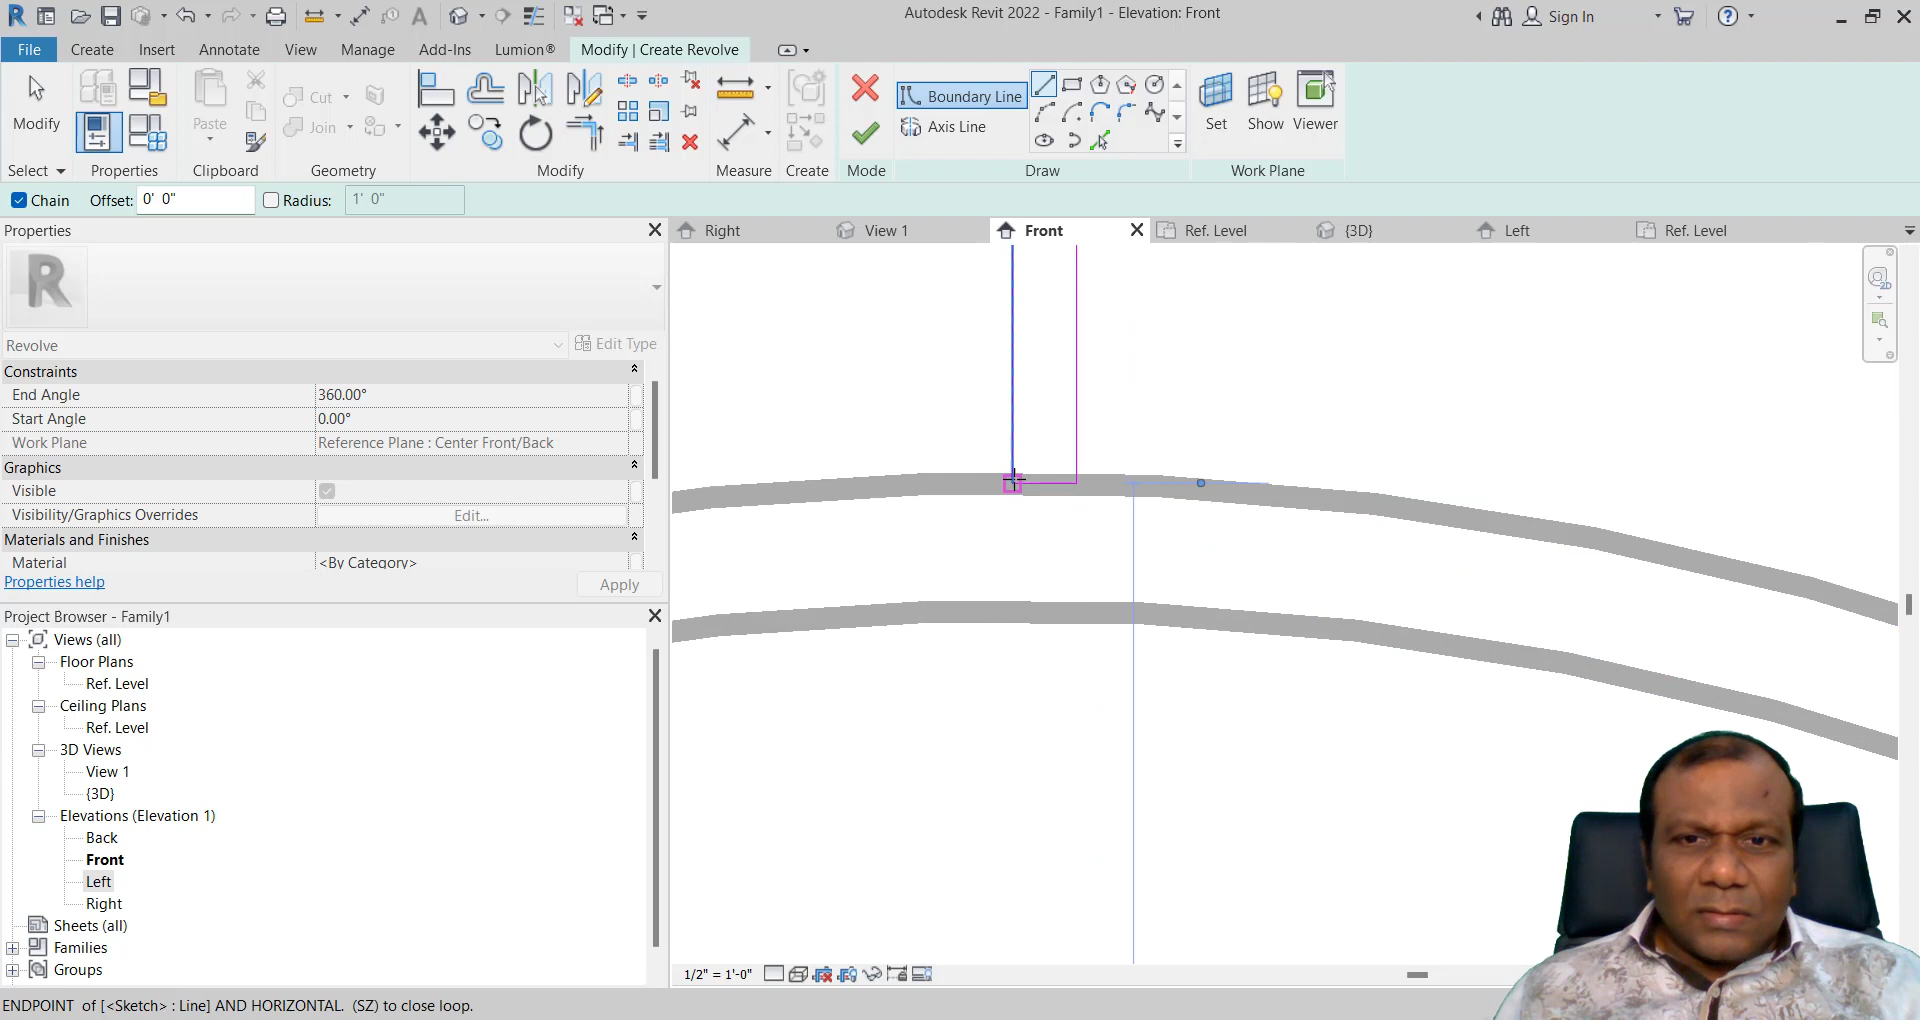 Autodesk Revit 2022 - Family1 - Elevation: Front
Sign In
File
Create
Insert
Annotate
View
Manage
Add-Ins
Lumion®
Modify | Create Revolve
Modify
Paste
Cut
Join
Boundary Line
Axis Line
Set
Show
Viewer
Select
Properties
Clipboard
Geometry
Modify
Measure
Create
Mode
Draw
Work Plane
Chain
Offset:
0' 0"
Radius:
1' 0"
Properties
Right
View 1
Front
Ref. Level
{3D}
Left
Ref. Level
R
2D
Revolve
Edit Type
Constraints
End Angle
360.00°
Start Angle
0.00°
Work Plane
Reference Plane : Center Front/Back
Graphics
Visible
Visibility/Graphics Overrides
Edit...
Materials and Finishes
Material
<By Category>
Properties help
Apply
Project Browser - Family1
Views (all)
Floor Plans
Ref. Level
Ceiling Plans
Ref. Level
3D Views
View 1
{3D}
Elevations (Elevation 1)
Back
Front
Left
Right
Sheets (all)
Families
Groups
1/2" = 1'-0"
ENDPOINT of [<Sketch> : Line] AND HORIZONTAL. (SZ) to close loop.